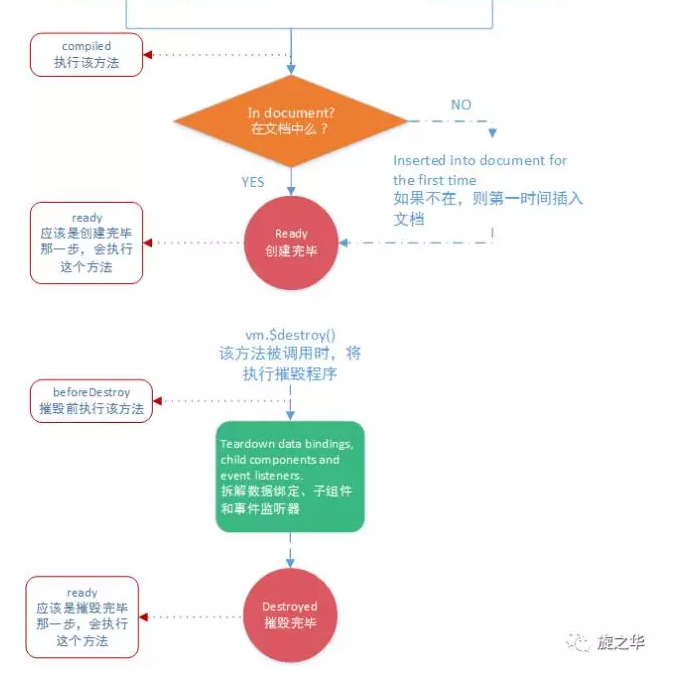 compiled
执行该方法
In document?
在文档中么？
NO
Inserted into document for
the first time
如果不在，则第一时间插入
文档
YES
ready
应该是创建完毕
那一步，会执行
这个方法
Ready
创建完毕
vm.$destroy()
该方法被调用时，将
执行摧毁程序
beforeDestroy
摧毁前执行该方法
Teardown data bindings,
child components and
event listeners.
拆解数据绑定、子组件
和事件监听器
ready
应该是摧毁完毕
那一步，会执行
这个方法
Destroyed
摧毁完毕
旋之华